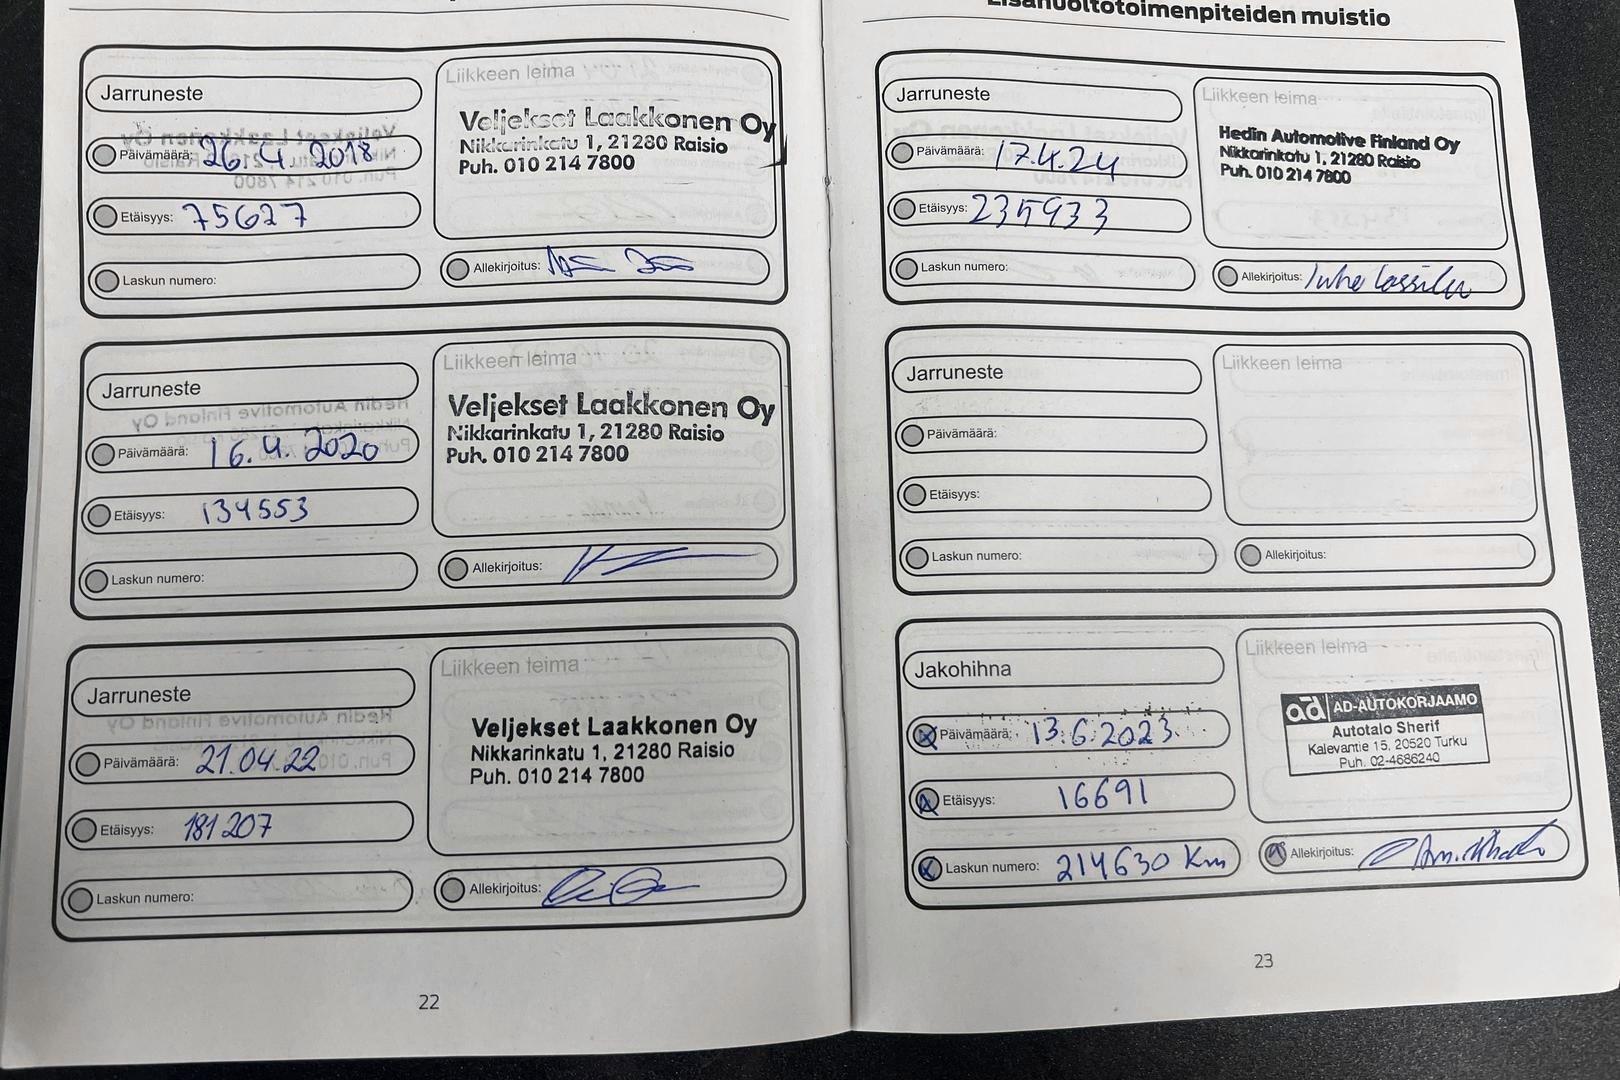 Lisähuoltotoimenpiteiden muistio
Jarruneste
Päivämäärä: 26.4.2018
Etäisyys: 75627
Laskun numero:
Liikkeen leima
Veljekset Laakkonen Oy
Nikkarinkatu 1, 21280 Raisio
Puh. 010 214 7800
Allekirjoitus:
Jarruneste
Päivämäärä: 16.4.2020
Etäisyys: 134553
Laskun numero:
Liikkeen leima
Veljekset Laakkonen Oy
Nikkarinkatu 1, 21280 Raisio
Puh. 010 214 7800
Allekirjoitus:
Jarruneste
Päivämäärä: 21.04.22
Etäisyys: 181207
Laskun numero:
Liikkeen leima
Veljekset Laakkonen Oy
Nikkarinkatu 1, 21280 Raisio
Puh. 010 214 7800
Allekirjoitus:
22
Jarruneste
Päivämäärä: 17.4.24
Etäisyys: 235933
Laskun numero:
Liikkeen leima
Hedin Automotive Finland Oy
Nikkarinkatu 1, 21280 Raisio
Puh. 010 214 7800
Allekirjoitus: Juha Lassila
Jarruneste
Päivämäärä:
Etäisyys:
Laskun numero:
Liikkeen leima
Allekirjoitus:
Jakohihna
Päivämäärä: 13.6.2023
Etäisyys: 16691
Laskun numero: 214630 Km
Liikkeen leima
ad AD-AUTOKORJAAMO
Autotalo Sherif
Kalevantie 15, 20520 Turku
Puh. 02-4686240
Allekirjoitus:
23